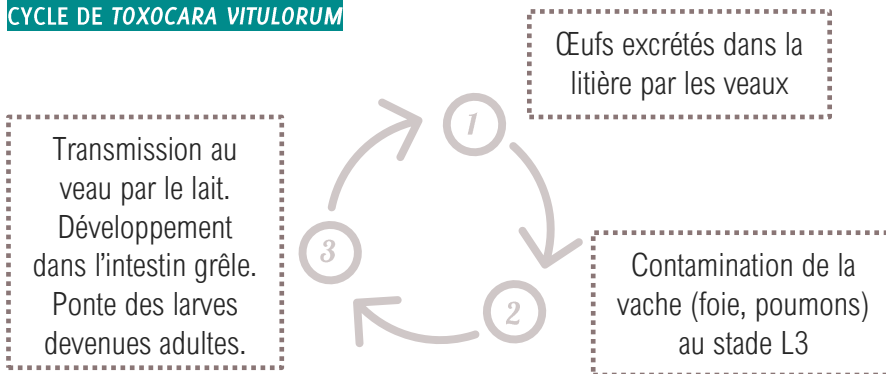 CYCLE DE TOXOCARA VITULORUM
Œufs excrétés dans la
litière par les veaux
1
Contamination de la
vache (foie, poumons)
au stade L3
2
Transmission au
veau par le lait.
Développement
dans l'intestin grêle.
Ponte des larves
devenues adultes.
3